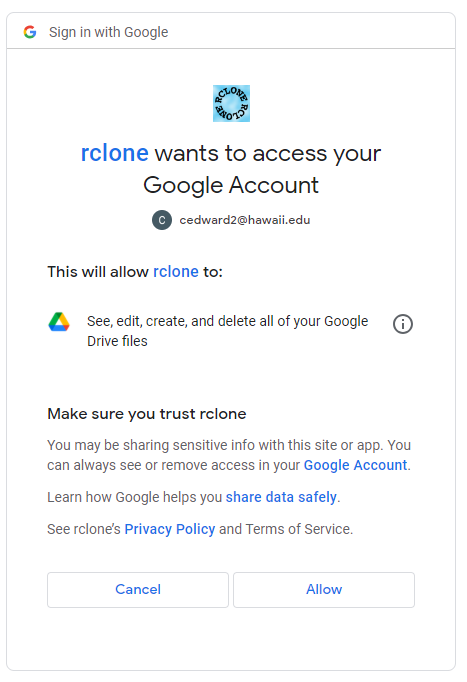 Sign in with Google
RCLONE RCLONE RCLONE
rclone wants to access your
Google Account
C cedward2@hawaii.edu
This will allow rclone to:
See, edit, create, and delete all of your Google
Drive files
Make sure you trust rclone
You may be sharing sensitive info with this site or app. You
can always see or remove access in your Google Account.
Learn how Google helps you share data safely.
See rclone’s Privacy Policy and Terms of Service.
Cancel Allow